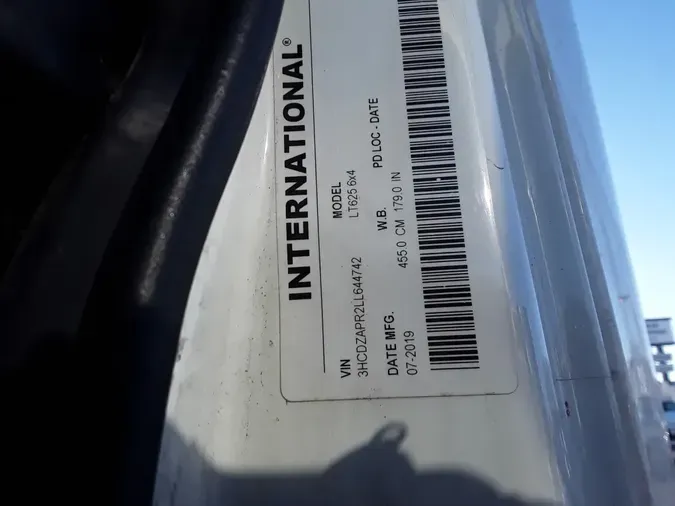 INTERNATIONAL®
VIN MODEL
3HCDZAPR2LL644742 LT625 6x4
DATE MFG. W.B. PD LOC - DATE
07-2019 455.0 CM 179.0 IN